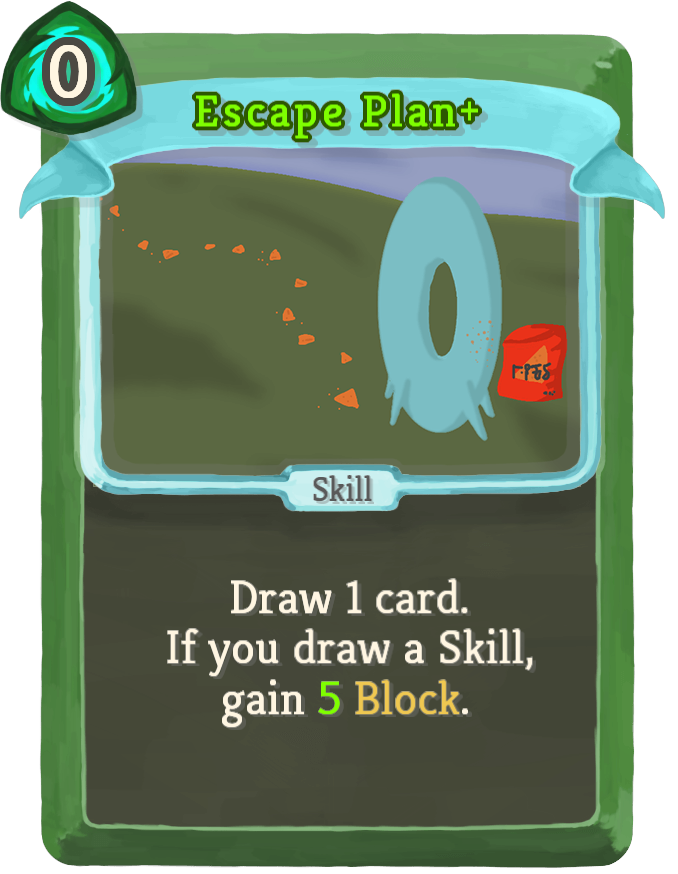 0
Escape Plan+
Skill
Draw 1 card.
If you draw a Skill,
gain 5 Block.